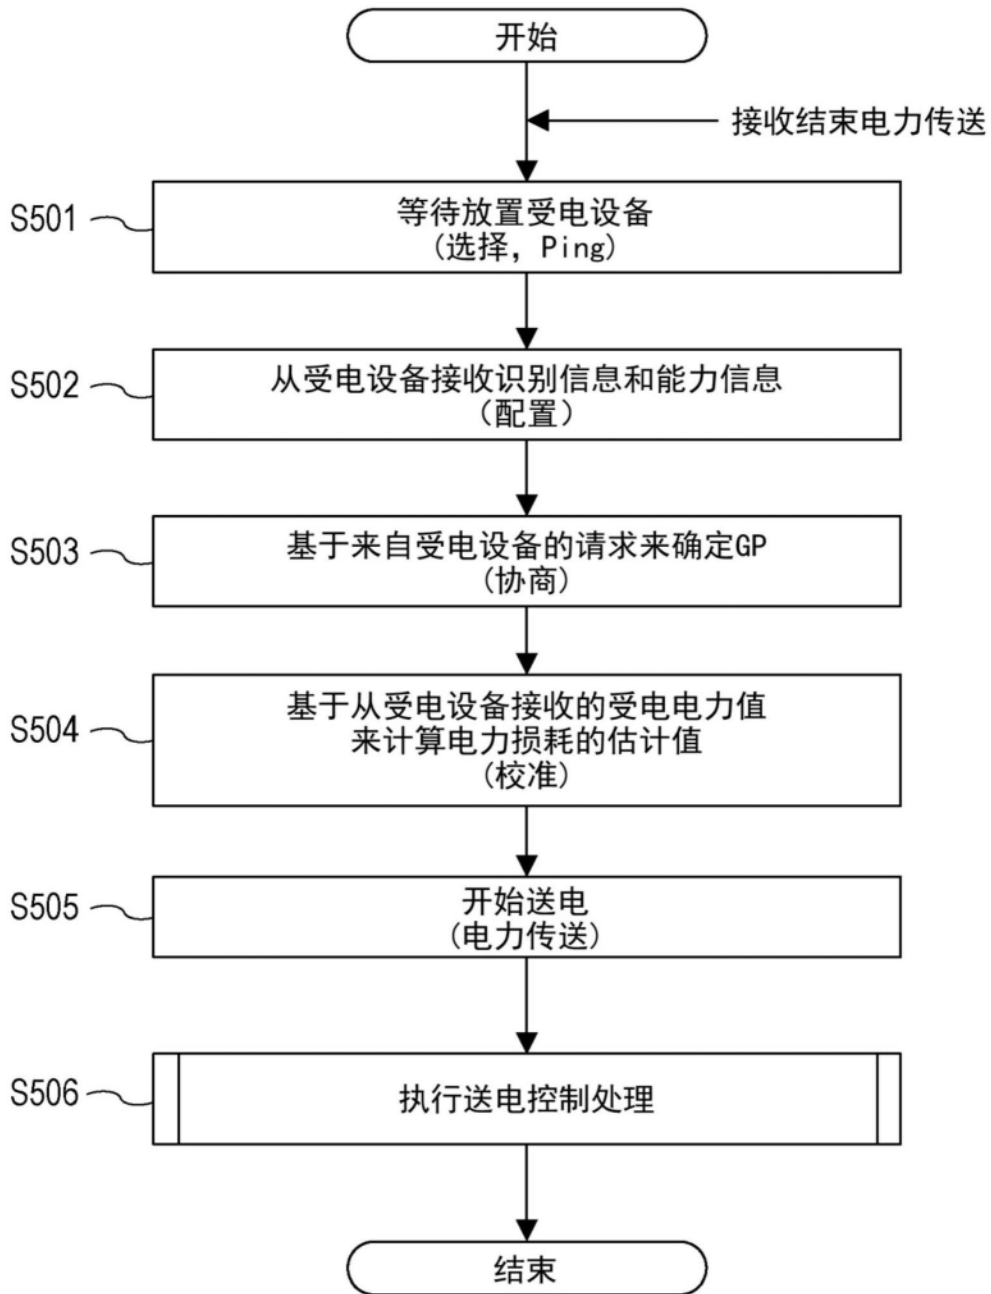 开始
接收结束电力传送
S501
等待放置受电设备
(选择, Ping)
S502
从受电设备接收识别信息和能力信息
(配置)
S503
基于来自受电设备的请求来确定GP
(协商)
S504
基于从受电设备接收的受电电力值
来计算电力损耗的估计值
(校准)
S505
开始送电
(电力传送)
S506
执行送电控制处理
结束